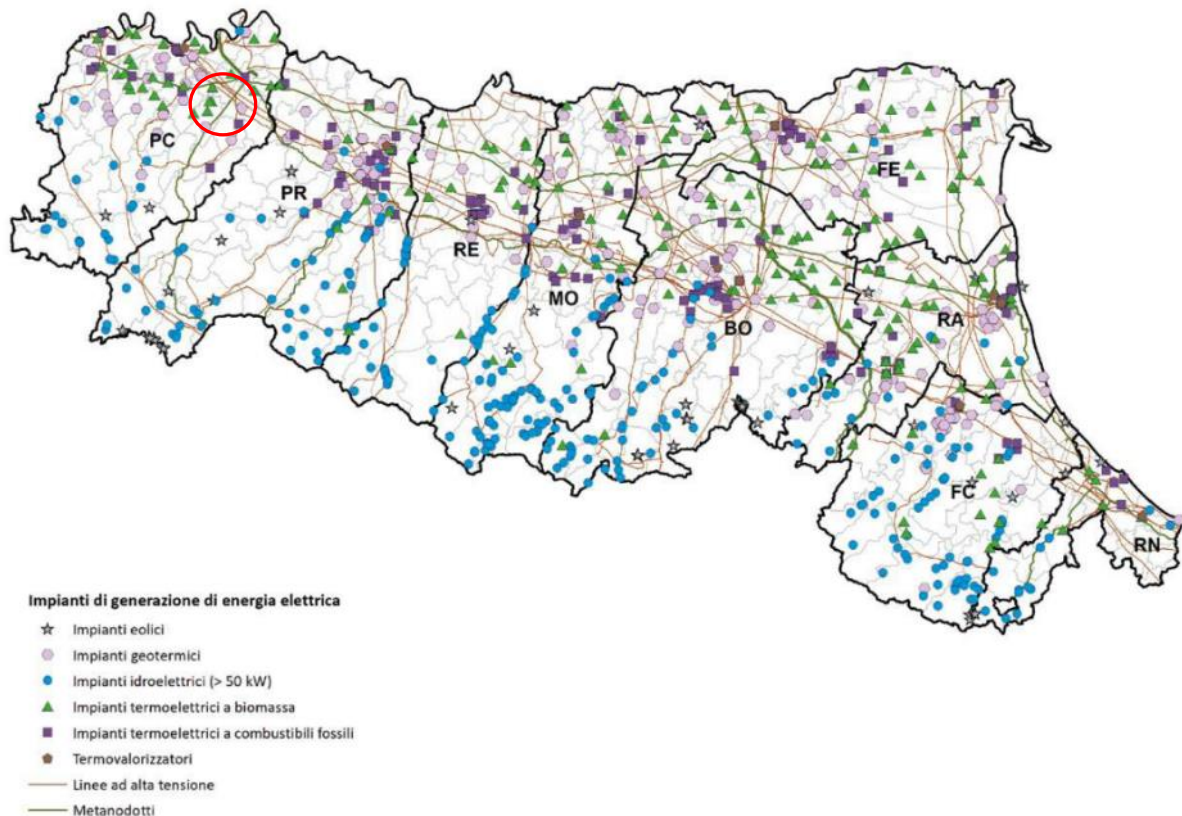 PC
PR
RE
MO
BO
FE
RA
FC
RN
Impianti di generazione di energia elettrica
Impianti eolici
Impianti geotermici
Impianti idroelettrici (> 50 kW)
Impianti termoelettrici a biomassa
Impianti termoelettrici a combustibili fossili
Termovalorizzatori
Linee ad alta tensione
Metanodotti